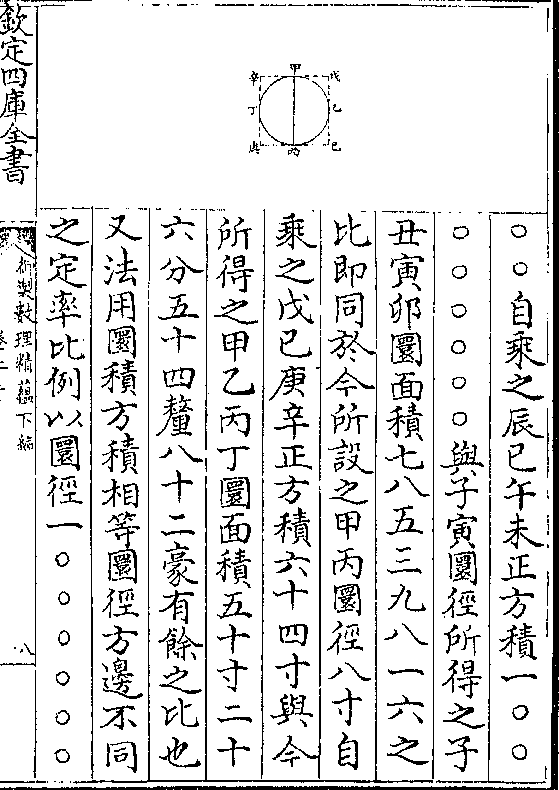 甲
戊
辛
乙
丁
己
丙
庚
○○自乘之辰巳午未正方積一○○
○○○○○○與子寅圜徑所得之子
丑寅卯圜面積七八五三九八一六之
比即同於今所設之甲丙圜徑八寸自
乘之戊己庚辛正方積六十四寸與今
所得之甲乙丙丁圜面積五十寸二十
六分五十四釐八十二豪有餘之比也
又法用圜積方積相等圜徑方邊不同
之定率比例以圜徑一○○○○○○
欽定四庫全書
御製數理精蘊下編
卷二十
八